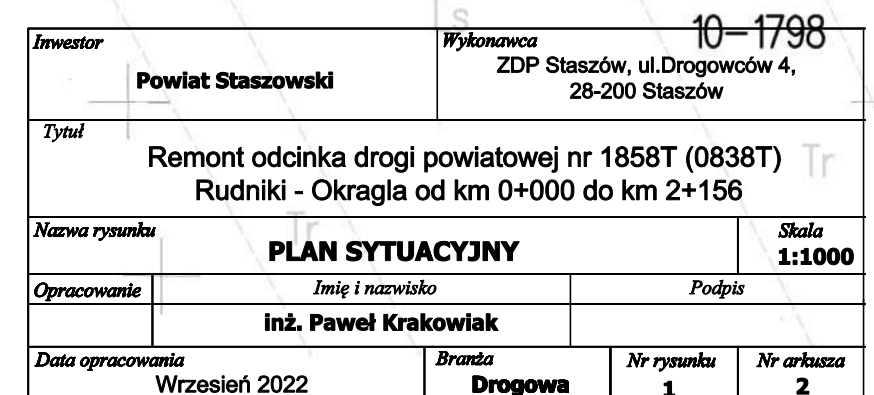 s
10-1798
Inwestor
Powiat Staszowski
Wykonawca
ZDP Staszów, ul.Drogowców 4,
28-200 Staszów
Tytuł
Remont odcinka drogi powiatowej nr 1858T (0838T)
Rudniki - Okragla od km 0+000 do km 2+156
Tr
Nazwa rysunku
Tr
PLAN SYTUACYJNY
Skala
1:1000
Opracowanie
Imię i nazwisko
Podpis
inż. Paweł Krakowiak
Data opracowania
Wrzesień 2022
Branża
Drogowa
Nr rysunku
1
Nr arkusza
2